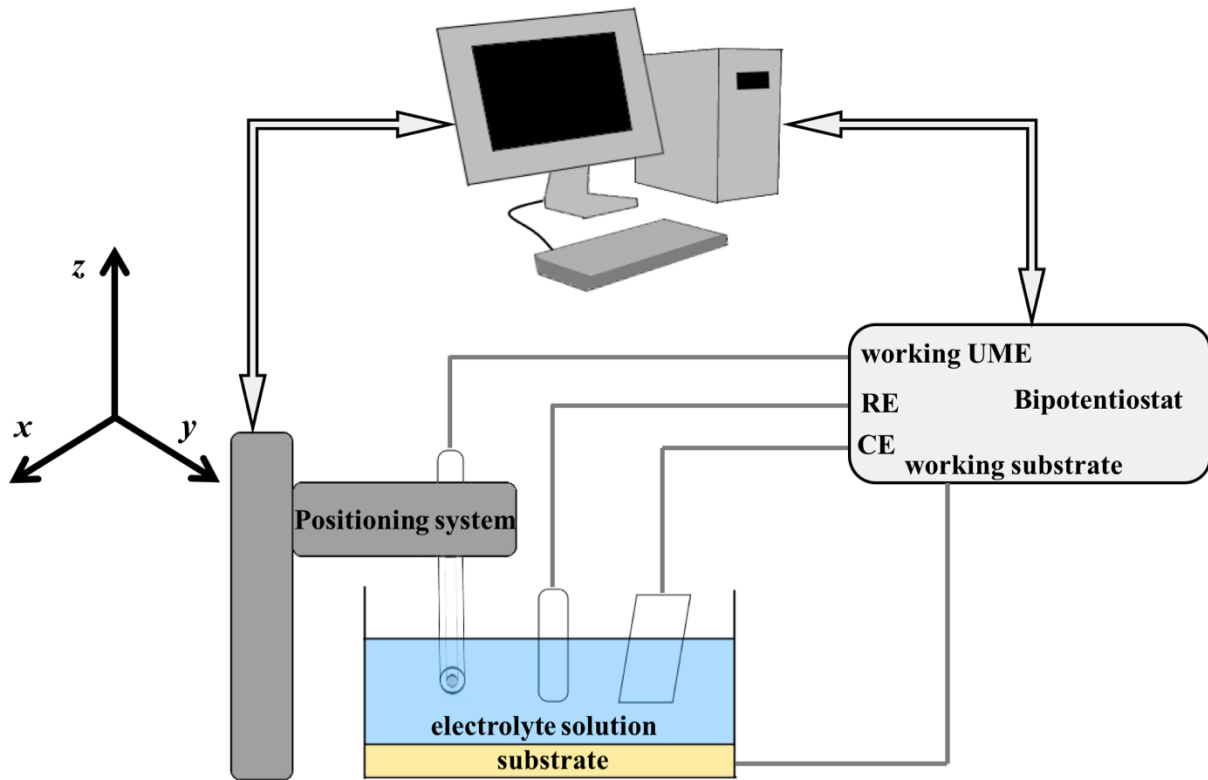 z
x
y
working UME
RE
Bipotentiostat
CE
working substrate
Positioning system
electrolyte solution
substrate